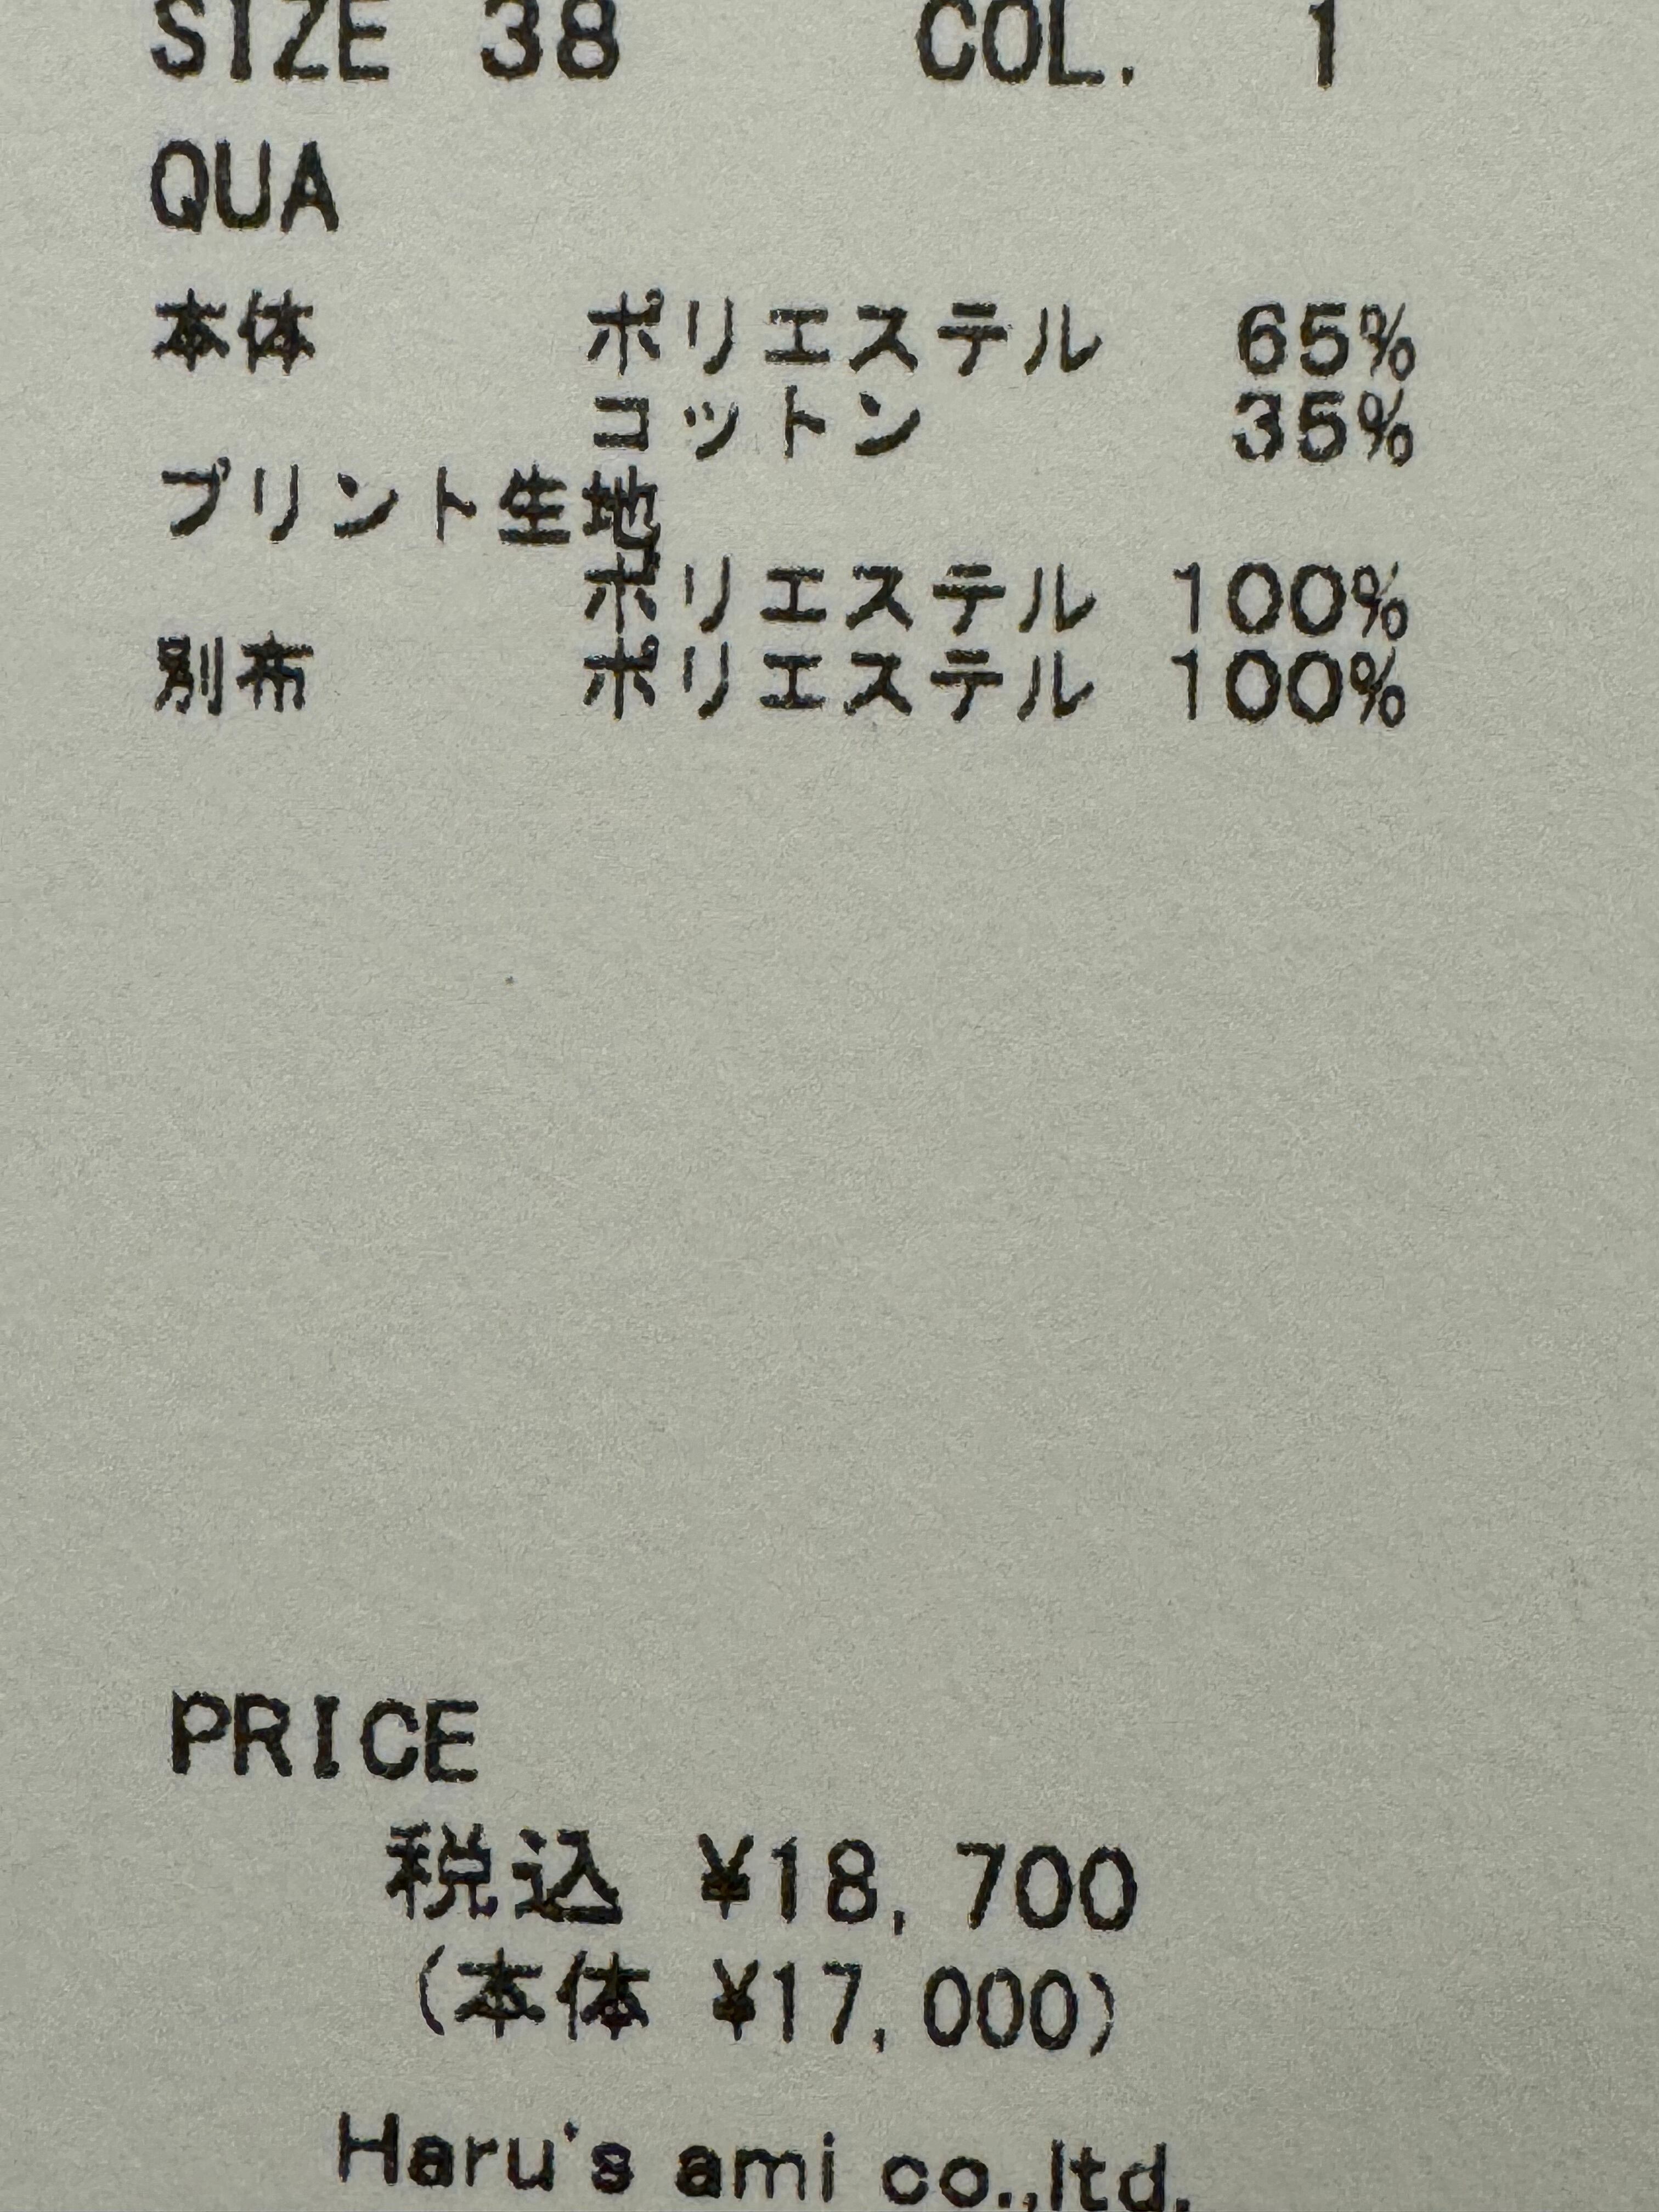 SIZE 38 COL. 1
QUA
本体 ポリエステル 65%
コットン 35%
プリント生地
ポリエステル 100%
別布 ポリエステル 100%
PRICE
税込 ¥18,700
(本体 ¥17,000)
Haru's ami co.,ltd.